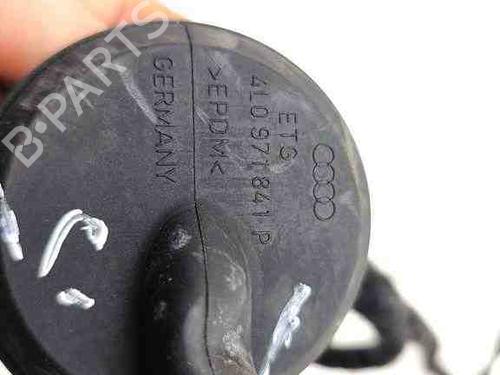 ETG
4L0 971 841 P
>EPDM<
GERMANY
B-PARTS